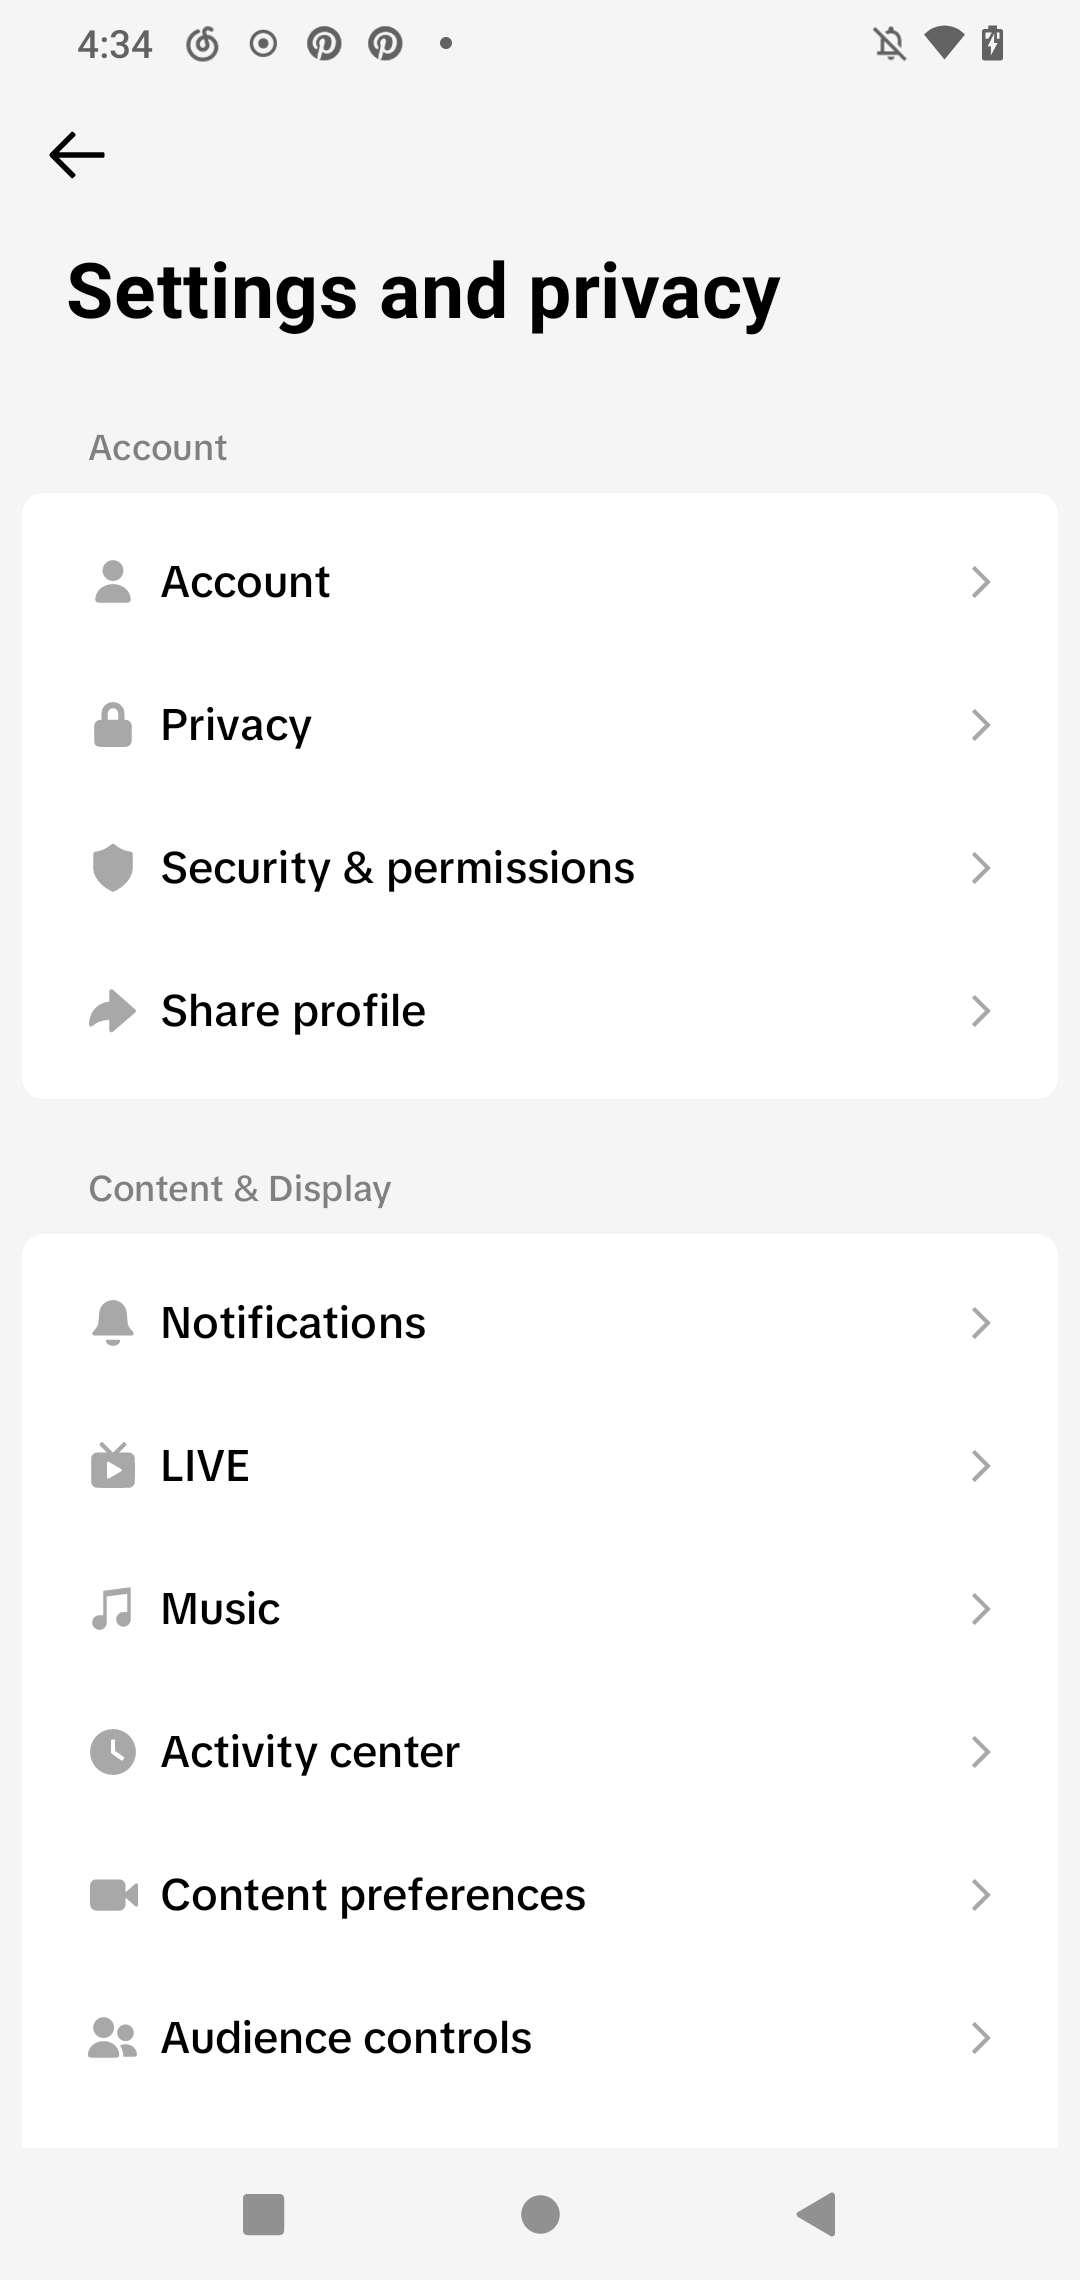 4:34
Settings and privacy
Account
Account
Privacy
Security & permissions
Share profile
Content & Display
Notifications
LIVE
Music
Activity center
Content preferences
Audience controls